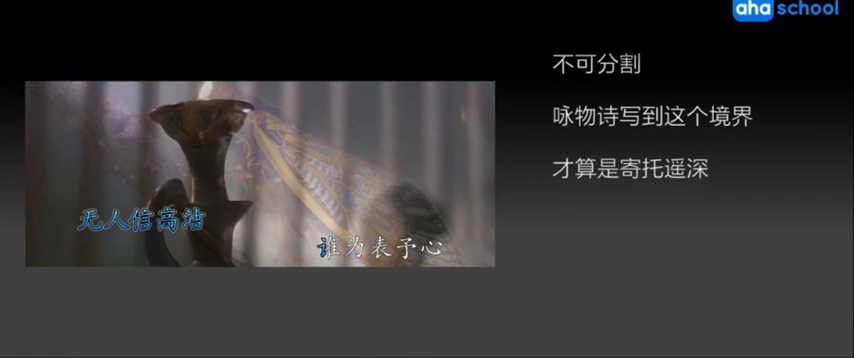 aha school
不可分割
咏物诗写到这个境界
才算是寄托遥深
无人信高洁
谁为表予心